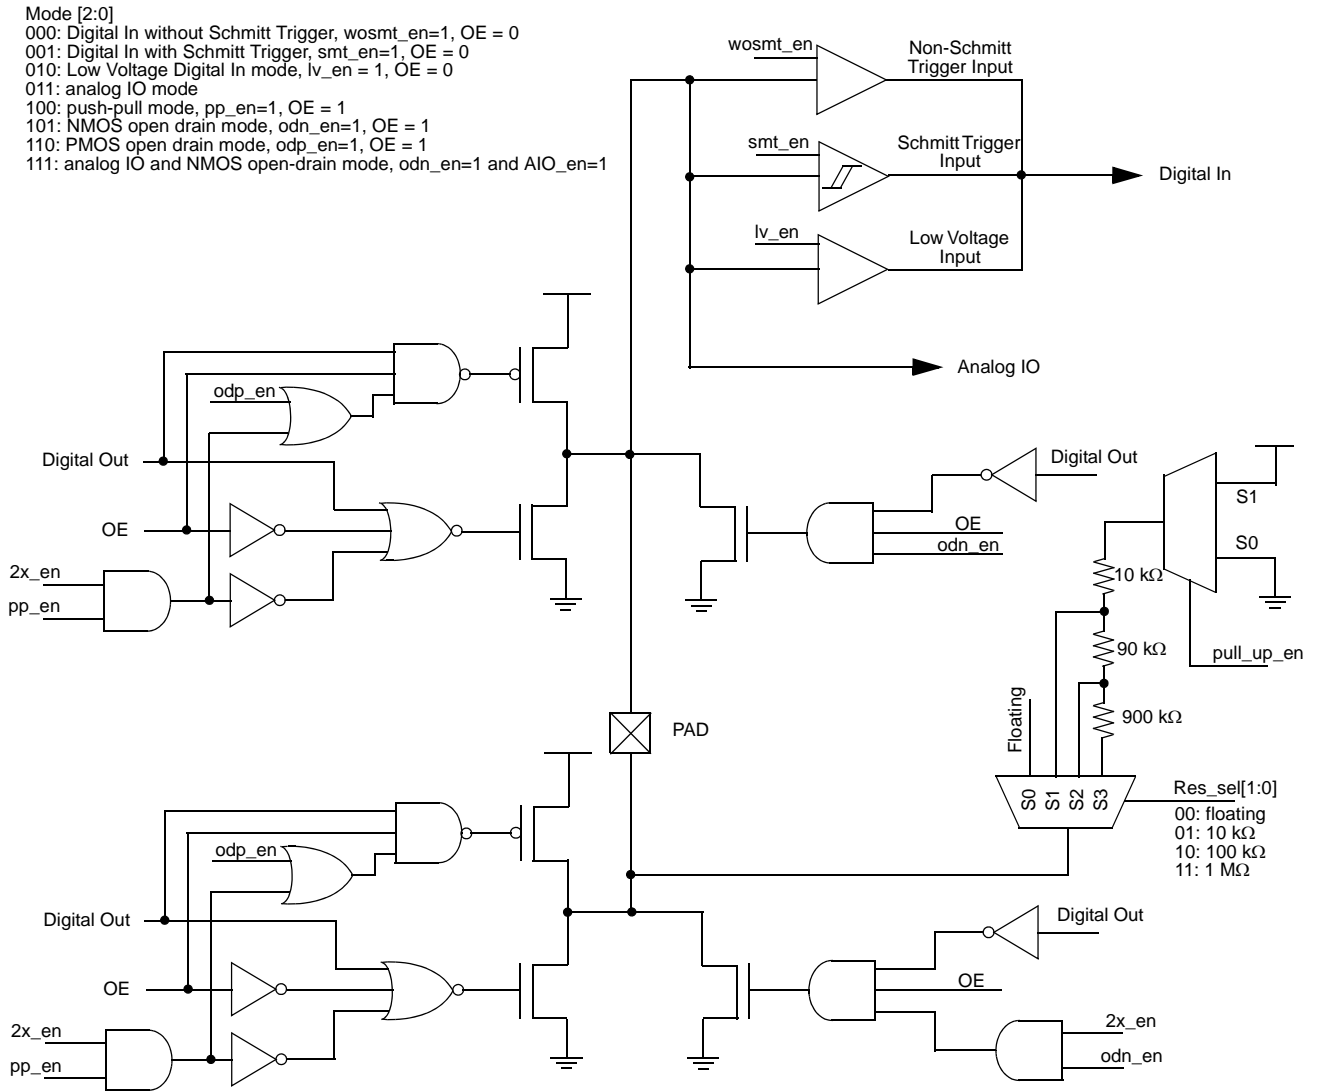 Mode [2:0]
000: Digital In without Schmitt Trigger, wosmt_en=1, OE = 0
001: Digital In with Schmitt Trigger, smt_en=1, OE = 0
010: Low Voltage Digital In mode, lv_en = 1, OE = 0
011: analog IO mode
100: push-pull mode, pp_en=1, OE = 1
101: NMOS open drain mode, odn_en=1, OE = 1
110: PMOS open drain mode, odp_en=1, OE = 1
111: analog IO and NMOS open-drain mode, odn_en=1 and AIO_en=1
wosmt_en
Non-Schmitt
Trigger Input
smt_en
Schmitt Trigger
Input
Digital In
lv_en
Low Voltage
Input
Analog IO
odp_en
Digital Out
OE
2x_en
pp_en
Digital Out
OE
odn_en
S1
S0
10 kΩ
90 kΩ
pull_up_en
900 kΩ
Floating
PAD
S0
S1
S2
S3
Res_sel[1:0]
00: floating
01: 10 kΩ
10: 100 kΩ
11: 1 MΩ
odp_en
Digital Out
OE
2x_en
pp_en
Digital Out
OE
2x_en
odn_en